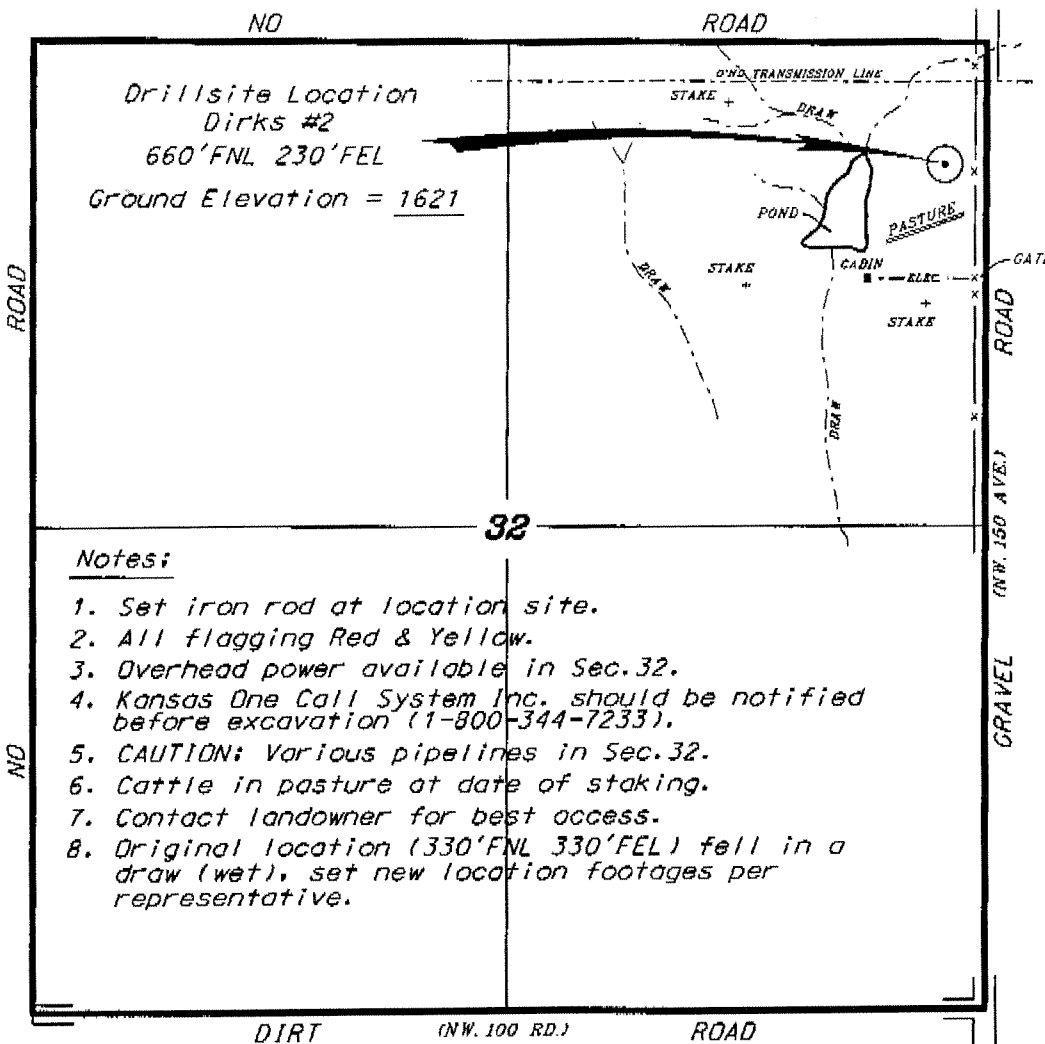 NO ROAD
Drillsite Location
Dirks #2
660'FNL 230'FEL
Ground Elevation = 1621
O'HD TRANSMISSION LINE
STAKE
DRAW
POND
PASTURE
DRAW
STAKE
CABIN
ELEC
GATE
STAKE
DRAW
ROAD
NO
ROAD
(NW. 150 AVE.)
GRAVEL
32
Notes:
1. Set iron rod at location site.
2. All flagging Red & Yellow.
3. Overhead power available in Sec.32.
4. Kansas One Call System Inc. should be notified
before excavation (1-800-344-7233).
5. CAUTION: Various pipelines in Sec.32.
6. Cattle in pasture at date of staking.
7. Contact landowner for best access.
8. Original location (330'FNL 330'FEL) fell in a
draw (wet), set new location footages per
representative.
DIRT (NW. 100 RD.) ROAD